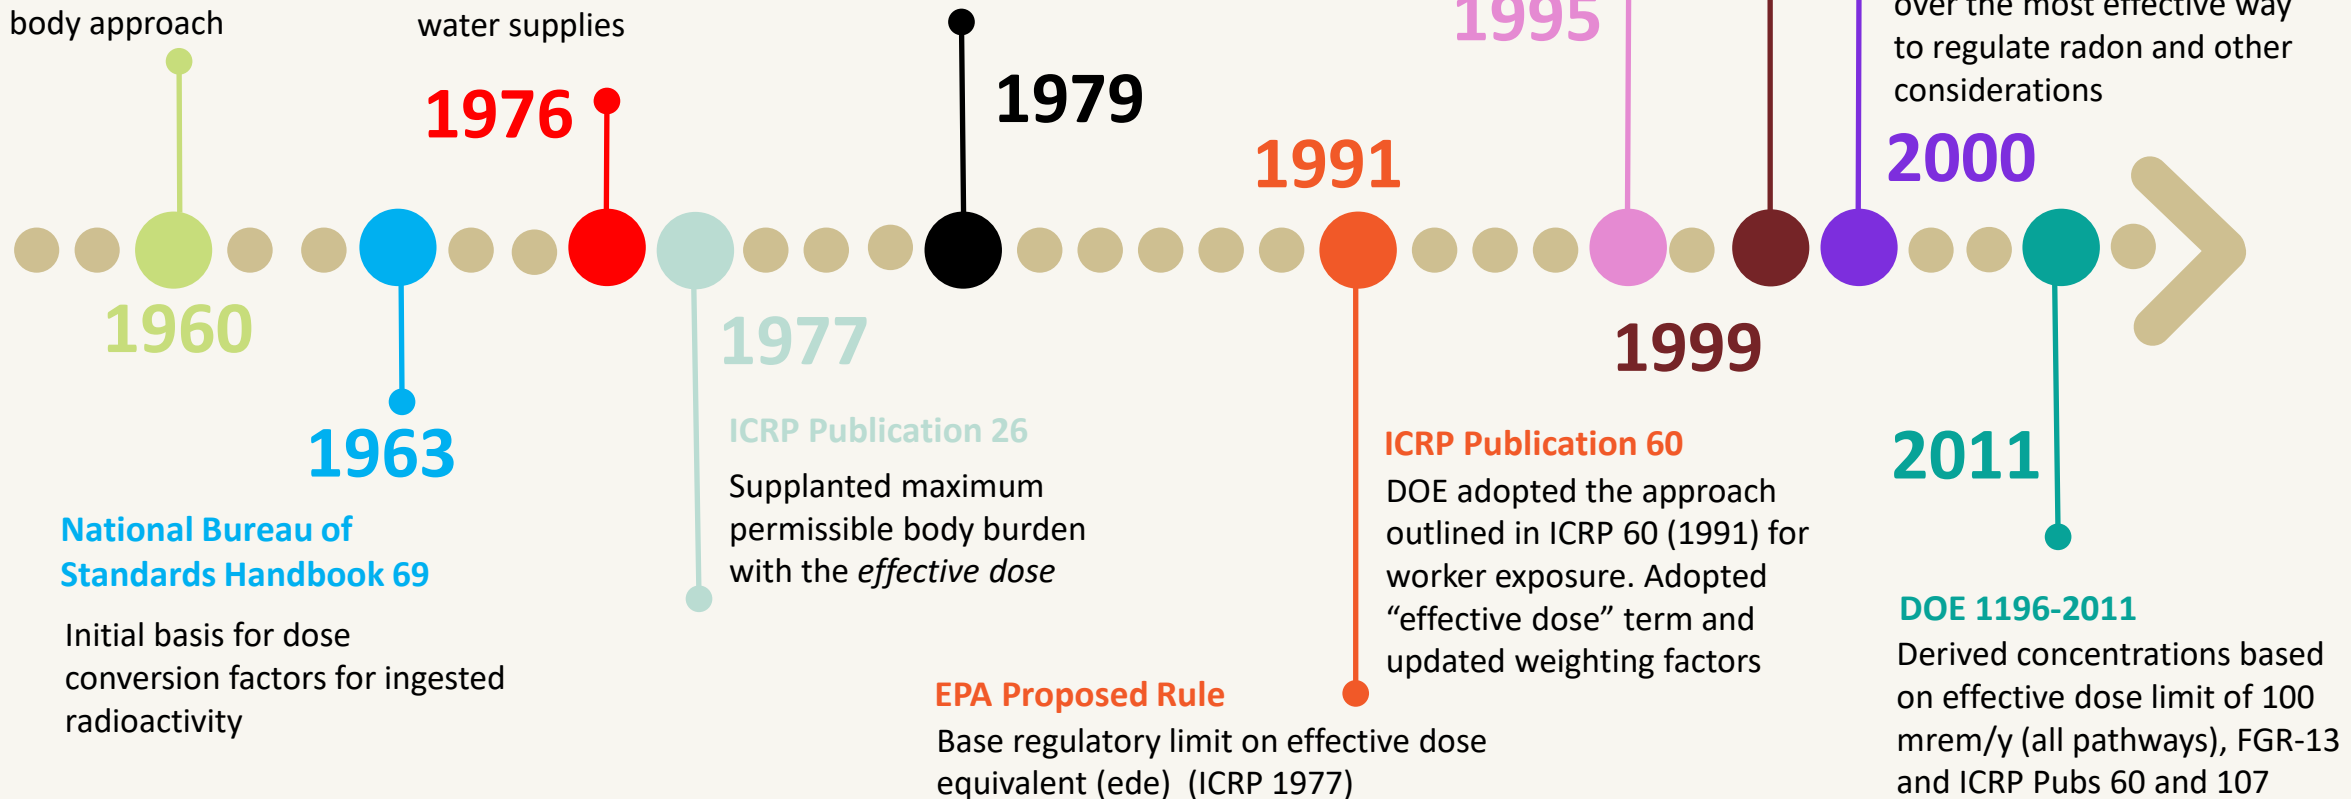 body approach
water supplies
over the most effective way
to regulate radon and other
considerations
1995
1976
1979
1991
2000
1960
1977
1999
1963
2011
National Bureau of
Standards Handbook 69
Initial basis for dose
conversion factors for ingested
radioactivity
ICRP Publication 26
Supplanted maximum
permissible body burden
with the effective dose
EPA Proposed Rule
Base regulatory limit on effective dose
equivalent (ede) (ICRP 1977)
ICRP Publication 60
DOE adopted the approach
outlined in ICRP 60 (1991) for
worker exposure. Adopted
“effective dose” term and
updated weighting factors
DOE 1196-2011
Derived concentrations based
on effective dose limit of 100
mrem/y (all pathways), FGR-13
and ICRP Pubs 60 and 107